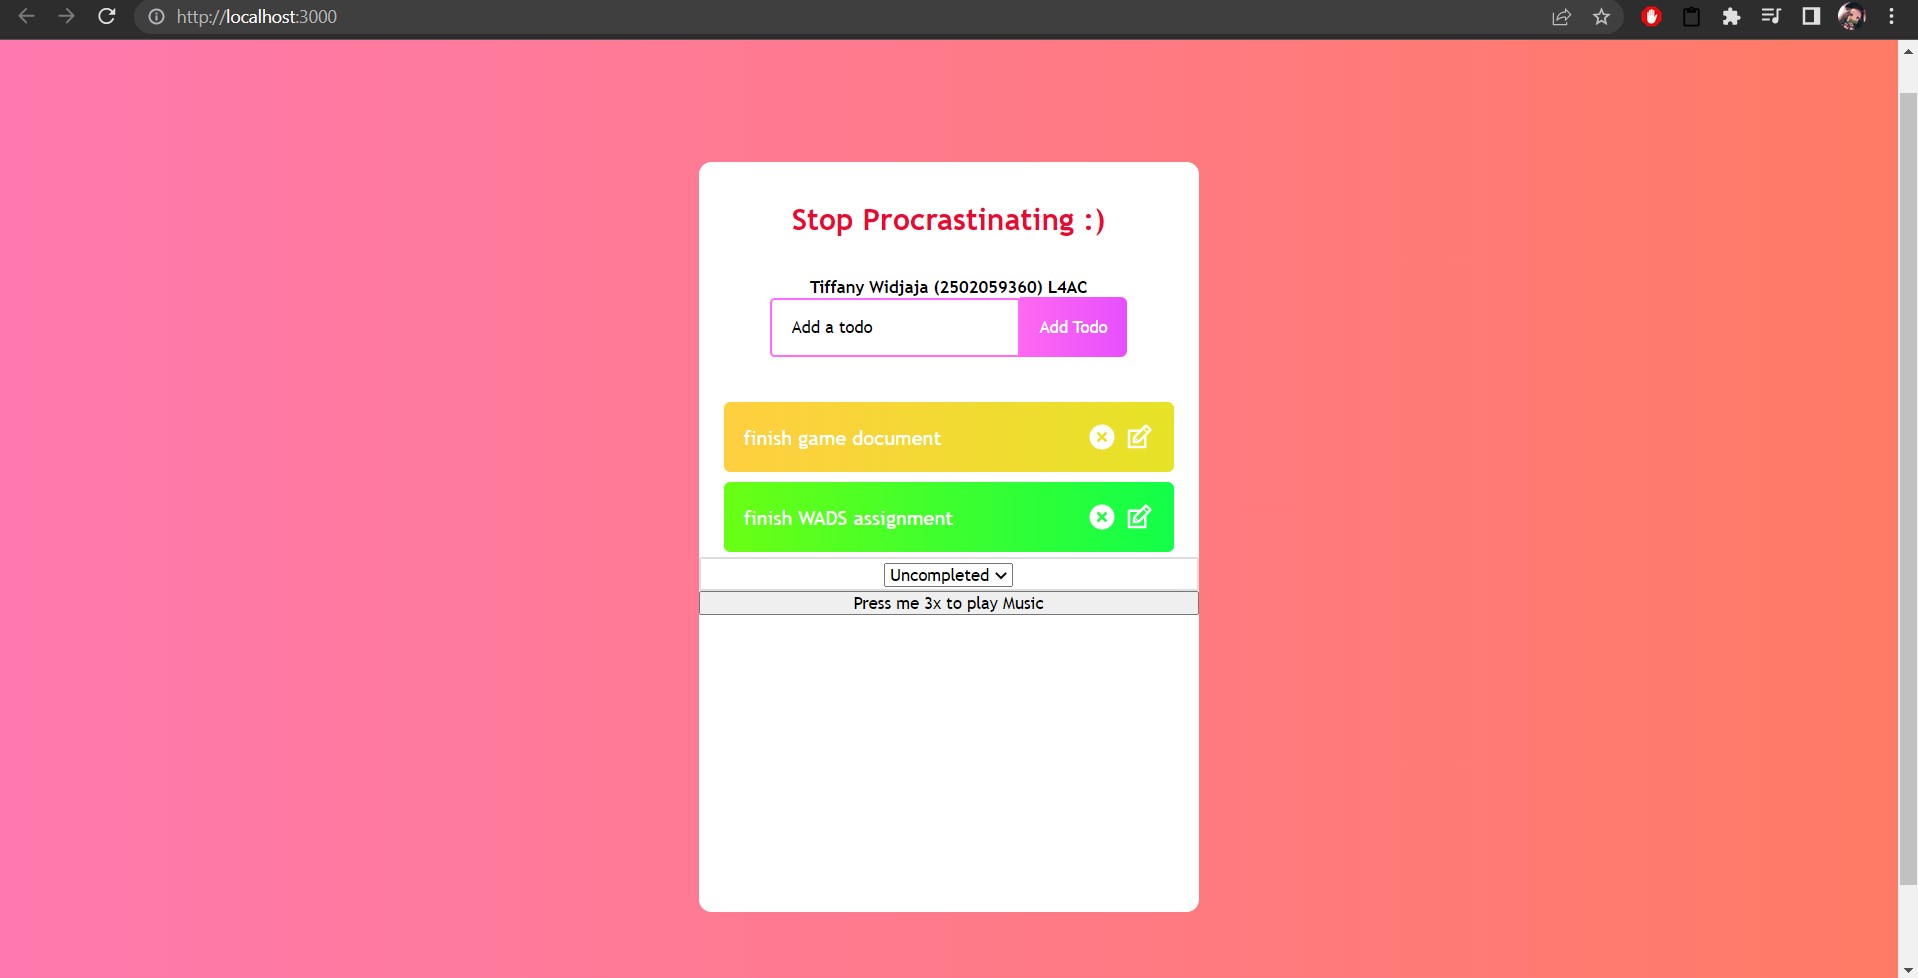 http://localhost:3000
Stop Procrastinating :)
Tiffany Widjaja (2502059360) L4AC
Add a todo
Add Todo
finish game document
finish WADS assignment
Uncompleted
Press me 3x to play Music